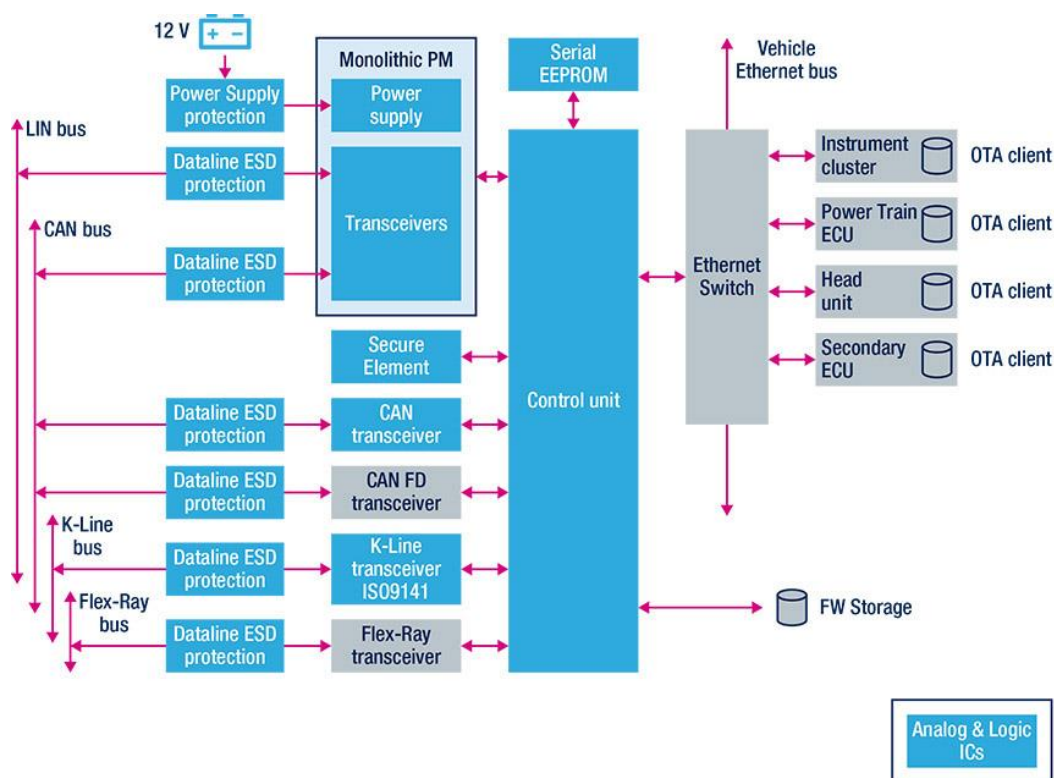 12 V
Monolithic PM
Serial
EEPROM
Vehicle
Ethernet bus
Power Supply
protection
Power
supply
LIN bus
Dataline ESD
protection
Transceivers
CAN bus
Dataline ESD
protection
Instrument
cluster
OTA client
Power Train
ECU
OTA client
Ethernet
Switch
Head
unit
OTA client
Secondary
ECU
OTA client
Secure
Element
Control unit
Dataline ESD
protection
CAN
transceiver
Dataline ESD
protection
CAN FD
transceiver
K-Line
bus
Dataline ESD
protection
K-Line
transceiver
ISO9141
Flex-Ray
bus
Dataline ESD
protection
Flex-Ray
transceiver
FW Storage
Analog & Logic
ICs